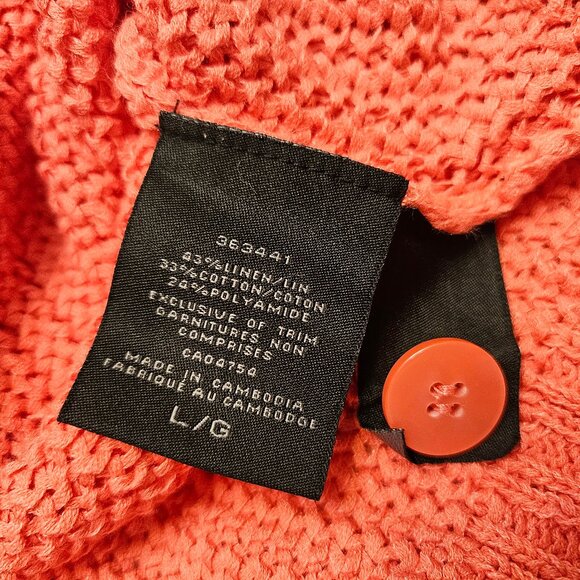 363441
43%LINEN/LIN
33%COTTON/COTON
24%POLYAMIDE
EXCLUSIVE OF TRIM
GARNITURES NON
COMPRISES
CA04754
MADE IN CAMBODIA
FABRIQUÉ AU CAMBODGE
L/G